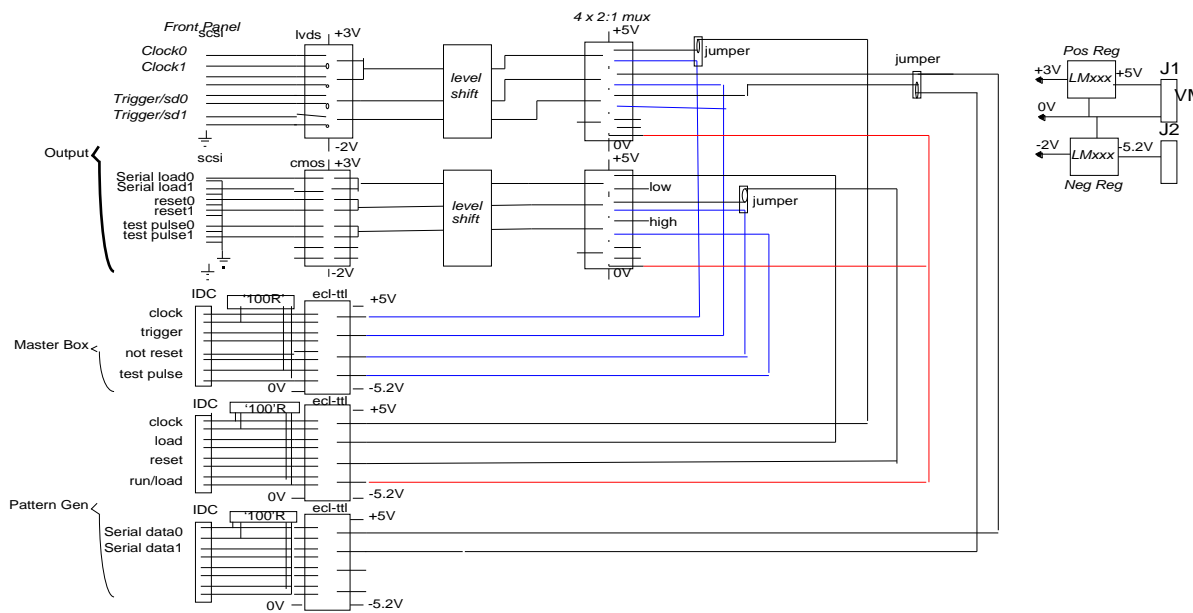 Front Panel
scsi
lvds
+3V
4 x 2:1 mux
+5V
Clock0
Clock1
Trigger/sd0
Trigger/sd1
level
shift
jumper
jumper
-2V
0V
Pos Reg
+3V
LMxxx
+5V
J1
VM
0V
J2
-2V
LMxxx
-5.2V
Neg Reg
Output
scsi
cmos
+3V
+5V
Serial load0
Serial load1
reset0
reset1
test pulse0
test pulse1
level
shift
low
high
jumper
-2V
0V
IDC
'100R'
ecl-ttl
+5V
Master Box
clock
trigger
not reset
test pulse
0V
-5.2V
IDC
'100'R
ecl-ttl
+5V
clock
load
reset
run/load
0V
-5.2V
Pattern Gen
IDC
'100'R
ecl-ttl
+5V
Serial data0
Serial data1
0V
-5.2V